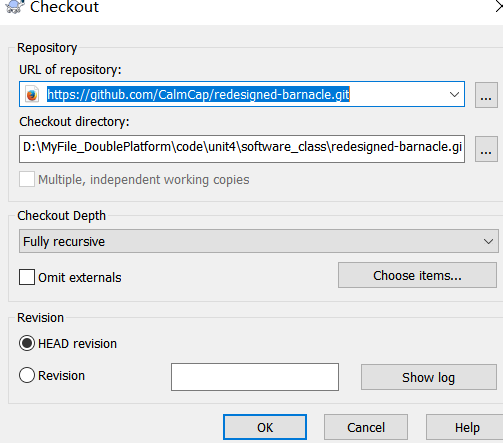 Checkout
Repository
URL of repository:
https://github.com/CalmCap/redesigned-barnacle.git
...
Checkout directory:
D:\MyFile_DoublePlatform\code\unit4\software_class\redesigned-barnacle.gi
...
Multiple, independent working copies
Checkout Depth
Fully recursive
Omit externals
Choose items...
Revision
HEAD revision
Revision
Show log
OK
Cancel
Help